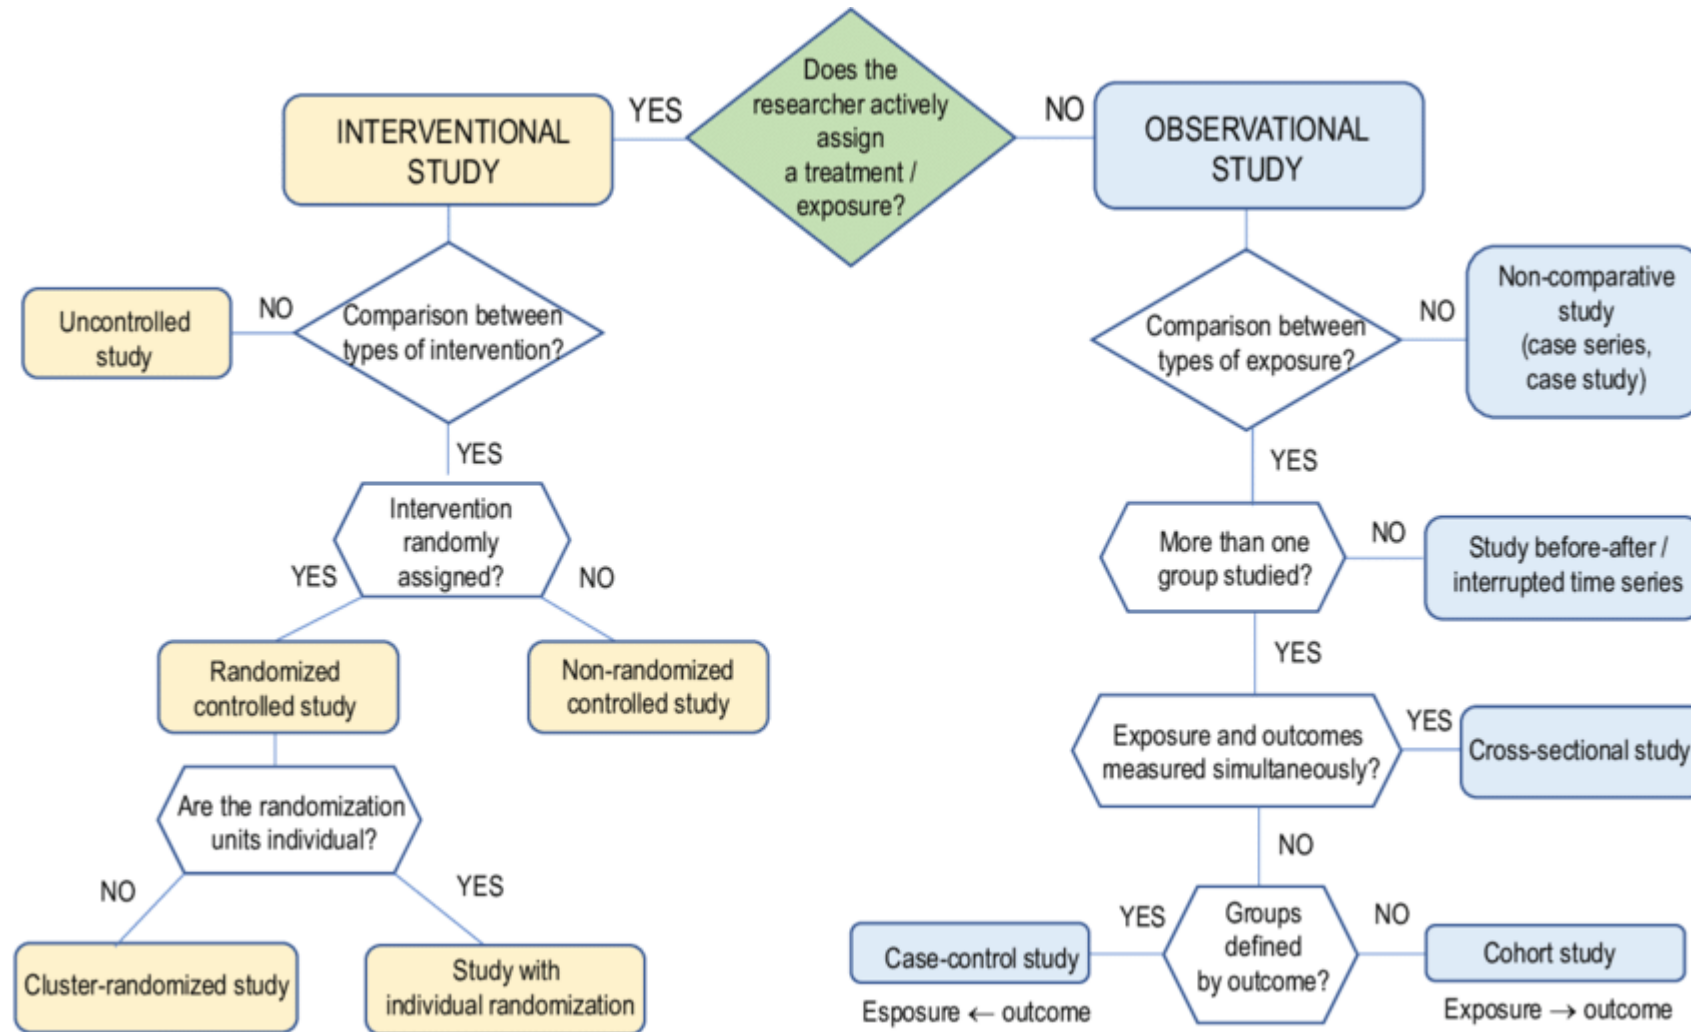 Does the
researcher actively
assign
a treatment /
exposure?
YES
NO
INTERVENTIONAL
STUDY
OBSERVATIONAL
STUDY
Comparison between
types of intervention?
NO
Uncontrolled
study
YES
Intervention
randomly
assigned?
YES
NO
Randomized
controlled study
Non-randomized
controlled study
Are the randomization
units individual?
NO
YES
Cluster-randomized study
Study with
individual randomization
Comparison between
types of exposure?
NO
Non-comparative
study
(case series,
case study)
YES
More than one
group studied?
NO
Study before-after /
interrupted time series
YES
Exposure and outcomes
measured simultaneously?
YES
Cross-sectional study
NO
Groups
defined
by outcome?
YES
NO
Case-control study
Esposure ← outcome
Cohort study
Exposure → outcome